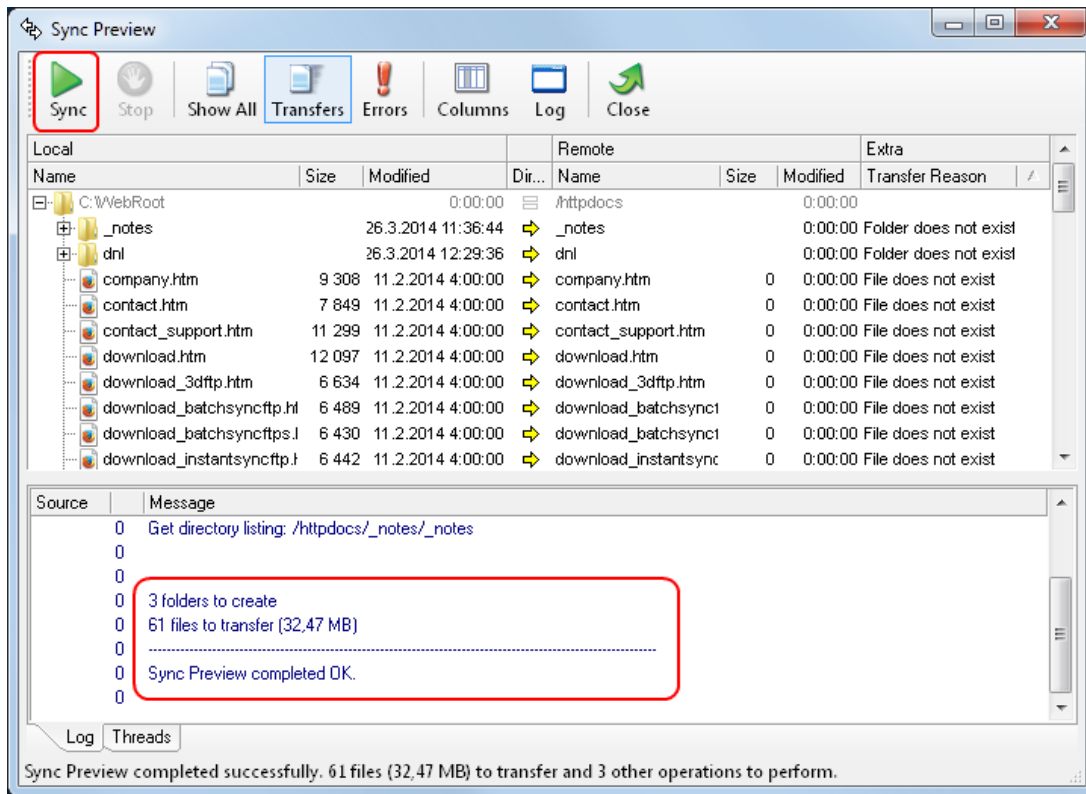 Sync Preview
Sync Stop Show All Transfers Errors Columns Log Close
Local Remote Extra
Name Size Modified Dir... Name Size Modified Transfer Reason
C:\WebRoot 0:00:00 /httpdocs 0:00:00
_notes 26.3.2014 11:36:44 _notes 0:00:00 Folder does not exist
dnl 26.3.2014 12:29:36 dnl 0:00:00 Folder does not exist
company.htm 9 308 11.2.2014 4:00:00 company.htm 0 0:00:00 File does not exist
contact.htm 7 849 11.2.2014 4:00:00 contact.htm 0 0:00:00 File does not exist
contact_support.htm 11 299 11.2.2014 4:00:00 contact_support.htm 0 0:00:00 File does not exist
download.htm 12 097 11.2.2014 4:00:00 download.htm 0 0:00:00 File does not exist
download_3dftp.htm 6 634 11.2.2014 4:00:00 download_3dftp.htm 0 0:00:00 File does not exist
download_batchsyncftp.ht 6 489 11.2.2014 4:00:00 download_batchsyncf 0 0:00:00 File does not exist
download_batchsyncftps.l 6 430 11.2.2014 4:00:00 download_batchsyncf 0 0:00:00 File does not exist
download_instantsyncftp.h 6 442 11.2.2014 4:00:00 download_instantsync 0 0:00:00 File does not exist
Source Message
0 Get directory listing: /httpdocs/_notes/_notes
0
0
0 3 folders to create
0 61 files to transfer (32,47 MB)
0 --------------------------------------------------------------------------------
0 Sync Preview completed OK.
0
Log Threads
Sync Preview completed successfully. 61 files (32,47 MB) to transfer and 3 other operations to perform.